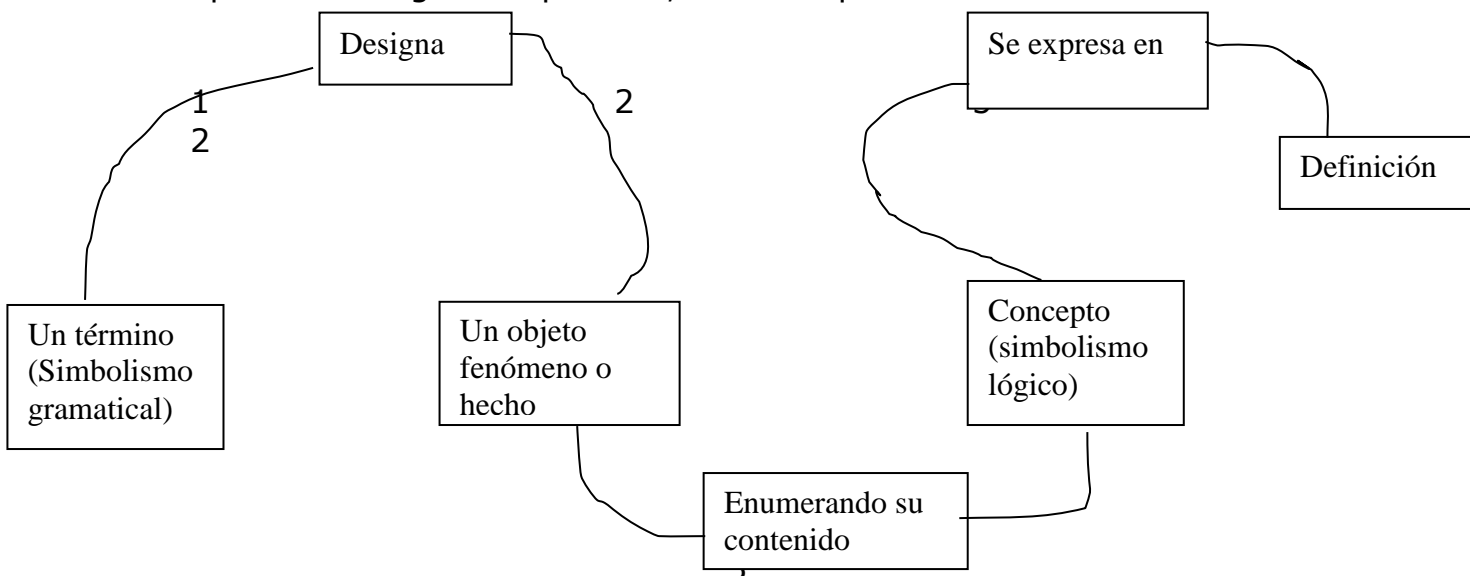 Designa
Se expresa en
1
2
2
Definición
Un término
(Simbolismo
gramatical)
Un objeto
fenómeno o
hecho
Concepto
(simbolismo
lógico)
Enumerando su
contenido